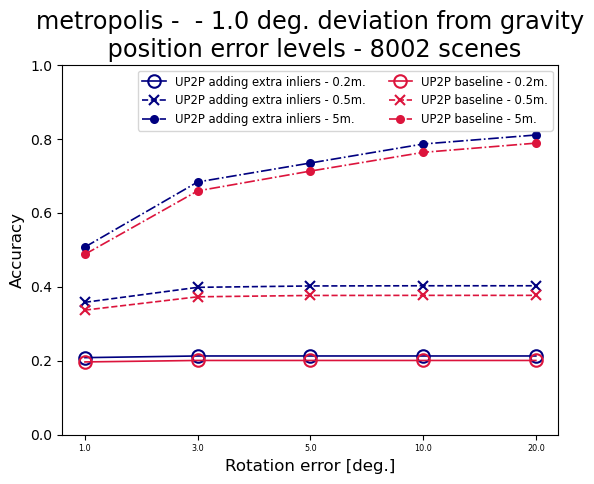 metropolis -  - 1.0 deg. deviation from gravity
position error levels - 8002 scenes
UP2P adding extra inliers - 0.2m.
UP2P adding extra inliers - 0.5m.
UP2P adding extra inliers - 5m.
UP2P baseline - 0.2m.
UP2P baseline - 0.5m.
UP2P baseline - 5m.
Accuracy
1.0
0.8
0.6
0.4
0.2
0.0
1.0
3.0
5.0
10.0
20.0
Rotation error [deg.]